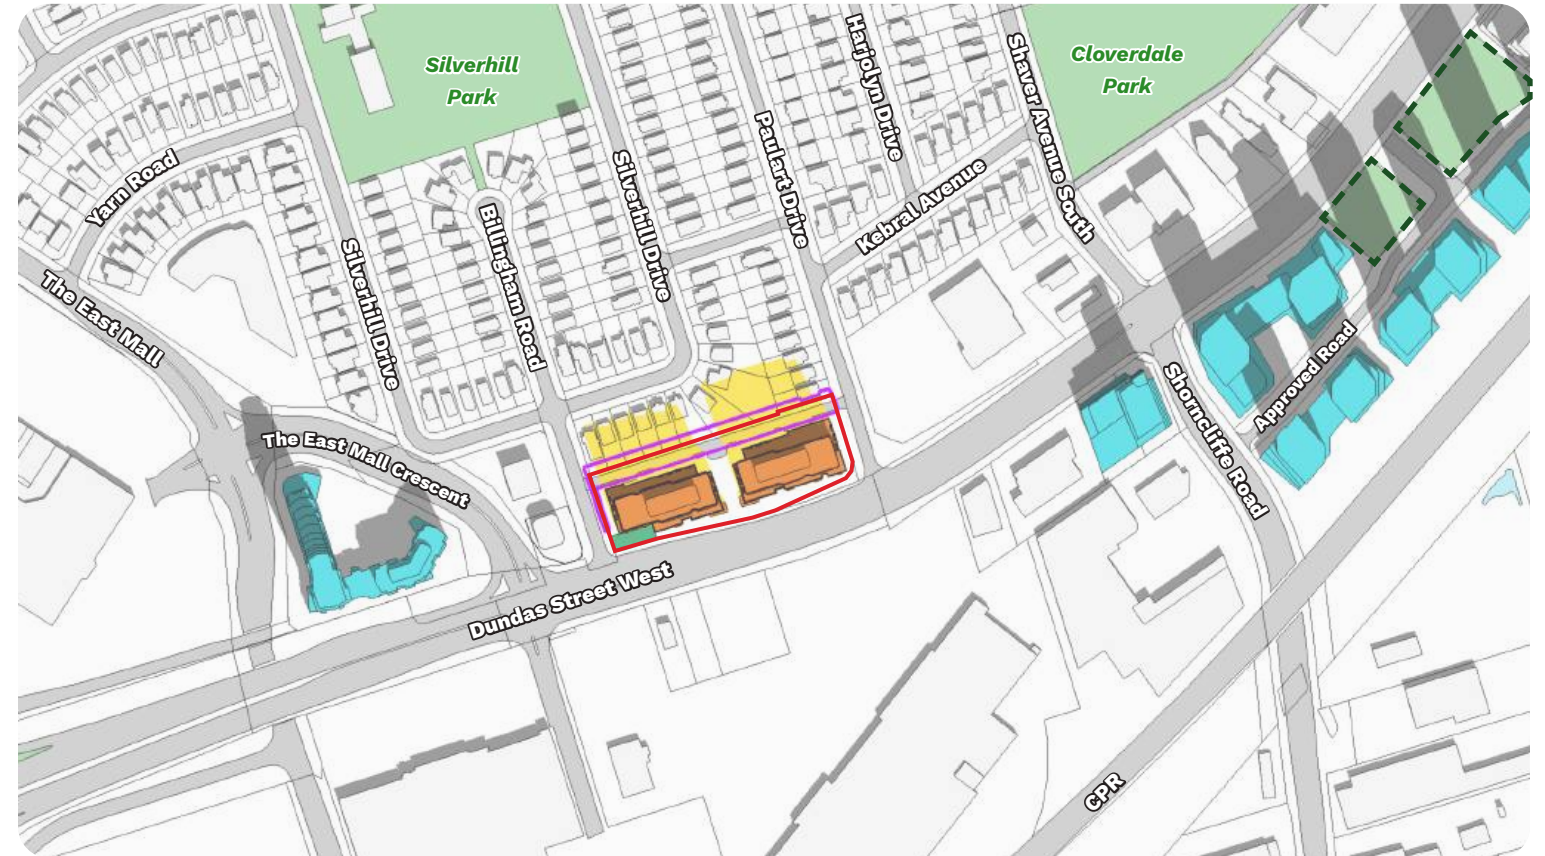 Silverhill
Park
Cloverdale
Park
Harjolyn Drive
Shaver Avenue South
Paulart Drive
Yarn Road
Silverhill Drive
Kebral Avenue
Billingham Road
Silverhill Drive
The East Mall
Approved Road
Shorncliffe Road
The East Mall Crescent
Dundas Street West
CPR